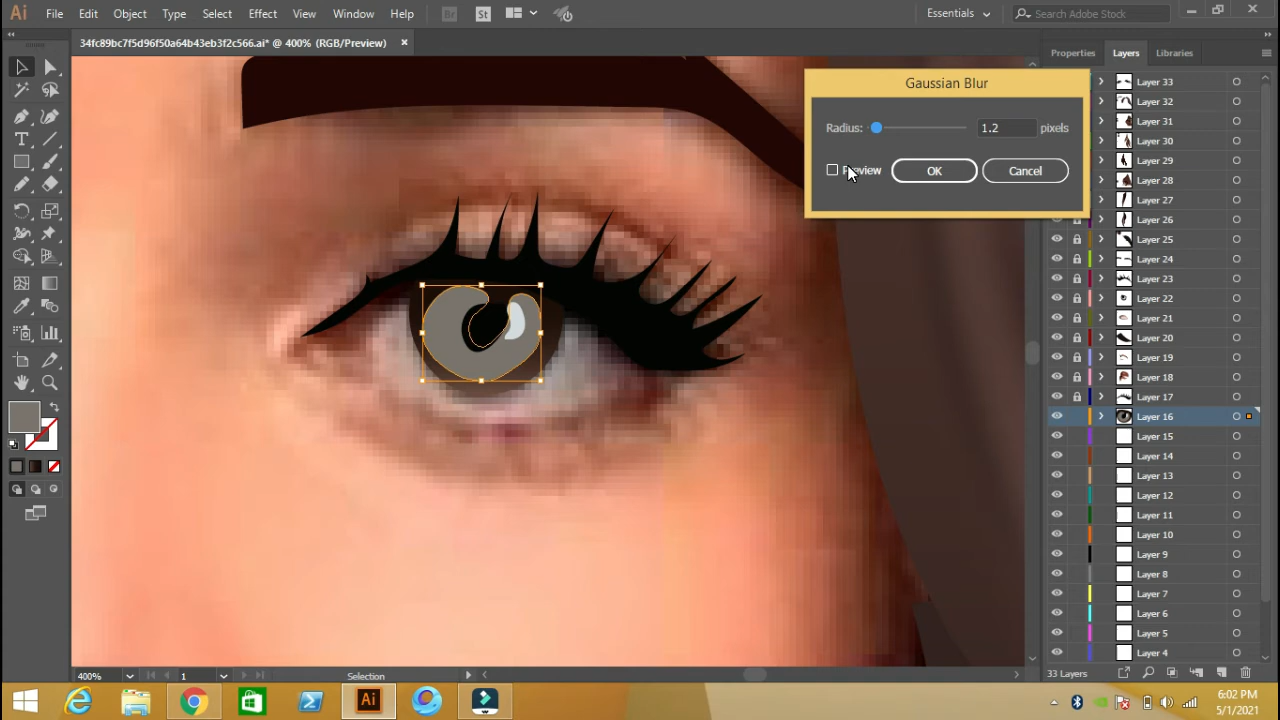 Ai File Edit Object Type Select Effect View Window Help Br St Essentials Search Adobe Stock
34fc89bc7f5d96f50a64b43eb3f2c566.ai* @ 400% (RGB/Preview)
Properties Layers Libraries
Gaussian Blur
Radius: 1.2 pixels
Preview OK Cancel
Layer 33
Layer 32
Layer 31
Layer 30
Layer 29
Layer 28
Layer 27
Layer 26
Layer 25
Layer 24
Layer 23
Layer 22
Layer 21
Layer 20
Layer 19
Layer 18
Layer 17
Layer 16
Layer 15
Layer 14
Layer 13
Layer 12
Layer 11
Layer 10
Layer 9
Layer 8
Layer 7
Layer 6
Layer 5
Layer 4
400% 1 Selection 33 Layers
Ai
6:02 PM
5/1/2021